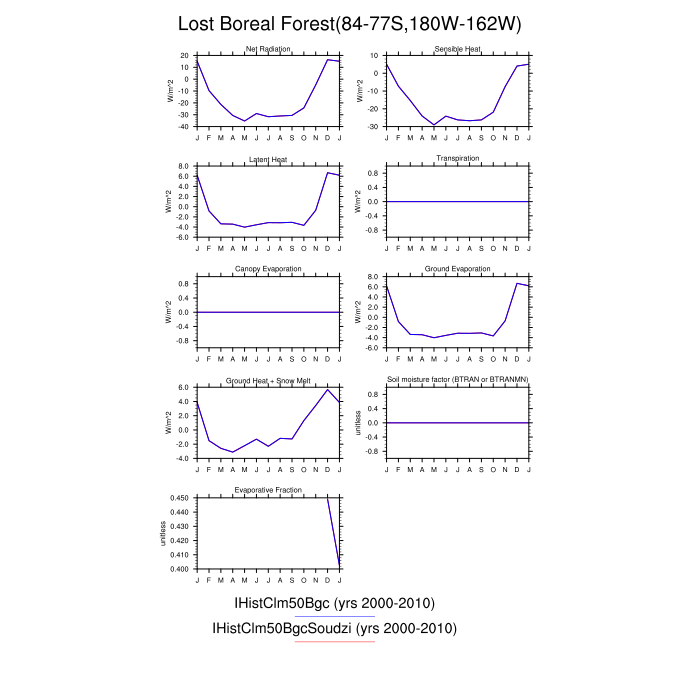 Lost Boreal Forest(84-77S,180W-162W)
Net Radiation
Sensible Heat
W/m^2
20
10
0
-10
-20
-30
-40
J F M A M J J A S O N D J
W/m^2
10
0
-10
-20
-30
J F M A M J J A S O N D J
Latent Heat
Transpiration
W/m^2
8.0
6.0
4.0
2.0
0.0
-2.0
-4.0
-6.0
J F M A M J J A S O N D J
W/m^2
0.8
0.4
0.0
-0.4
-0.8
J F M A M J J A S O N D J
Canopy Evaporation
Ground Evaporation
W/m^2
0.8
0.4
0.0
-0.4
-0.8
J F M A M J J A S O N D J
W/m^2
8.0
6.0
4.0
2.0
0.0
-2.0
-4.0
-6.0
J F M A M J J A S O N D J
Ground Heat + Snow Melt
Soil moisture factor (BTRAN or BTRANMN)
W/m^2
6.0
4.0
2.0
0.0
-2.0
-4.0
J F M A M J J A S O N D J
unitless
0.8
0.4
0.0
-0.4
-0.8
J F M A M J J A S O N D J
Evaporative Fraction
unitless
0.450
0.440
0.430
0.420
0.410
0.400
J F M A M J J A S O N D J
IHistClm50Bgc (yrs 2000-2010)
IHistClm50BgcSoudzi (yrs 2000-2010)